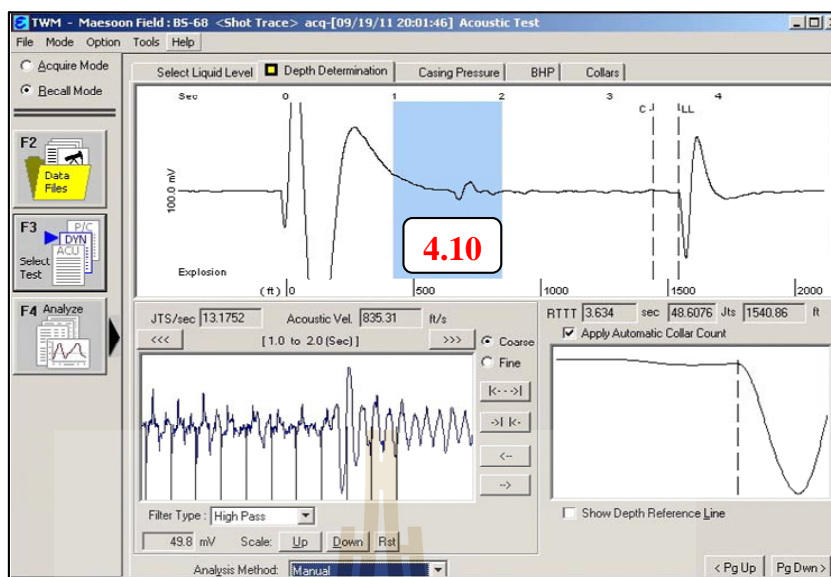 TWM - Maesoon Field : BS-68 <Shot Trace> acq-[09/19/11 20:01:46] Acoustic Test
File Mode Option Tools Help
Acquire Mode
Recall Mode
F2
Data Files
F3
Select Test
P/C
DYN
ACU
F4 Analyze
Select Liquid Level Depth Determination Casing Pressure BHP Collars
Sec 0 1 2 3 4
C LL
100.0 mV
4.10
Explosion
(ft) 0 500 1000 1500 2000
JTS/sec 13.1752 Acoustic Vel. 835.31 ft/s
<<< [ 1.0 to 2.0 (Sec) ] >>>
Coarse
Fine
|<--->|
->| |<-
<--
-->
Filter Type : High Pass
49.8 mV Scale: Up Down Rst
Analysis Method: Manual
RTTT 3.634 sec 48.6076 Jts 1540.86 ft
Apply Automatic Collar Count
Show Depth Reference Line
< Pg Up Pg Dwn >